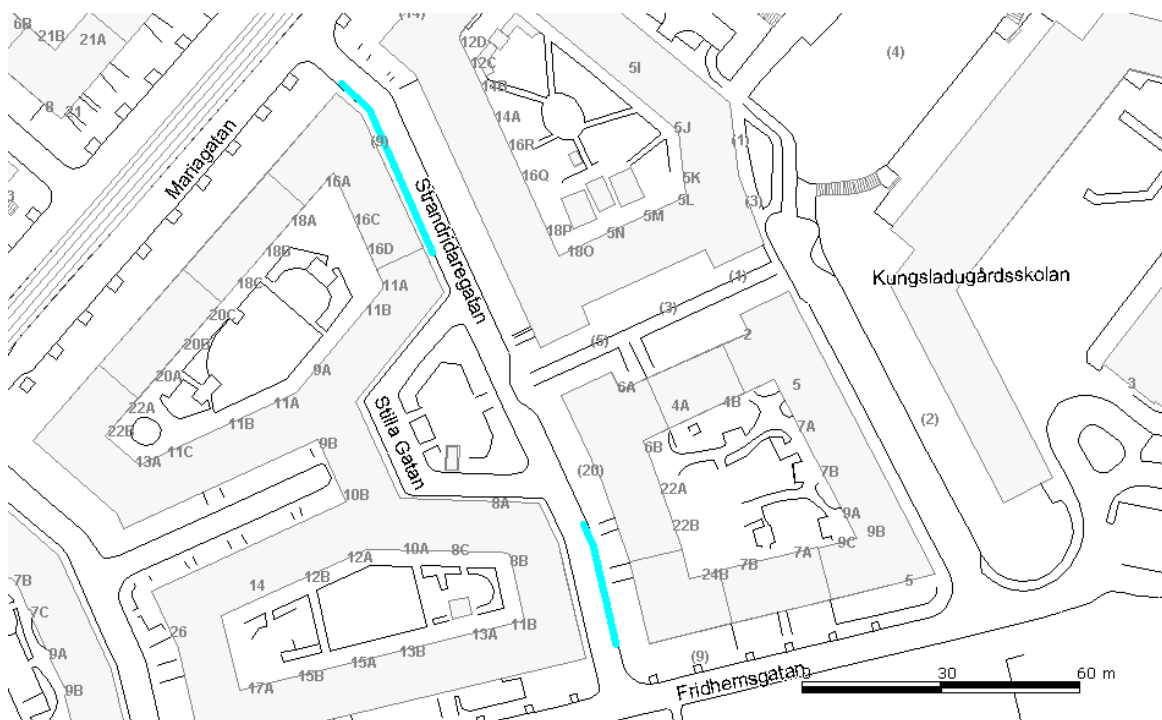 6B
21B
21A
(14)
12D
12C
5I
(4)
8
21
14B
14A
5J
Mariagatan
(9)
16R
(1)
16Q
5K
16A
5L
(3)
16C
Strandridaregatan
5M
18A
18P
5N
18B
16D
18O
Kungsladugårdsskolan
18C
11A
(1)
11B
(3)
20C
20B
(5)
2
9A
20A
6A
5
3
11A
4B
22A
4A
11B
Stilla Gatan
(2)
22B
7A
11C
9B
6B
13A
(20)
7B
10B
22A
8A
9A
22B
9B
9C
12A
10A
8C
7A
8B
7B
12B
24B
7B
14
5
7C
11B
26
13A
13B
9A
15A
(9)
15B
Fridhemsgatan
0
30
60 m
17A
9B